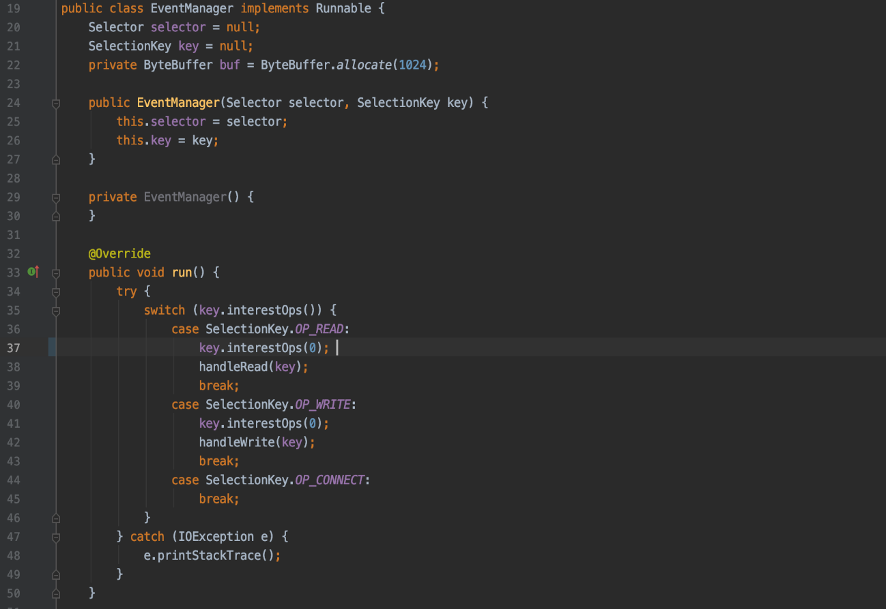 19 public class EventManager implements Runnable {
20 Selector selector = null;
21 SelectionKey key = null;
22 private ByteBuffer buf = ByteBuffer.allocate(1024);
23
24 public EventManager(Selector selector, SelectionKey key) {
25 this.selector = selector;
26 this.key = key;
27 }
28
29 private EventManager() {
30 }
31
32 @Override
33 public void run() {
34 try {
35 switch (key.interestOps()) {
36 case SelectionKey.OP_READ:
37 key.interestOps(0);
38 handleRead(key);
39 break;
40 case SelectionKey.OP_WRITE:
41 key.interestOps(0);
42 handleWrite(key);
43 break;
44 case SelectionKey.OP_CONNECT:
45 break;
46 }
47 } catch (IOException e) {
48 e.printStackTrace();
49 }
50 }